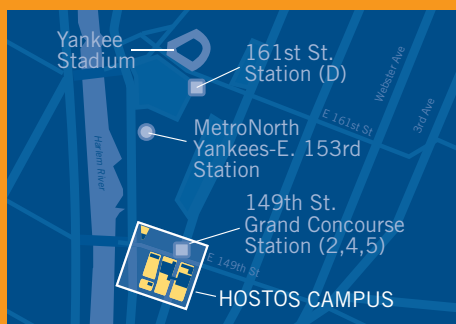 Yankee
Stadium
161st St.
Station (D)
Webster Ave
3rd Ave
E 161st St
MetroNorth
Yankees-E. 153rd
Station
Harlem River
149th St.
Grand Concourse
Station (2,4,5)
E 149th St
HOSTOS CAMPUS